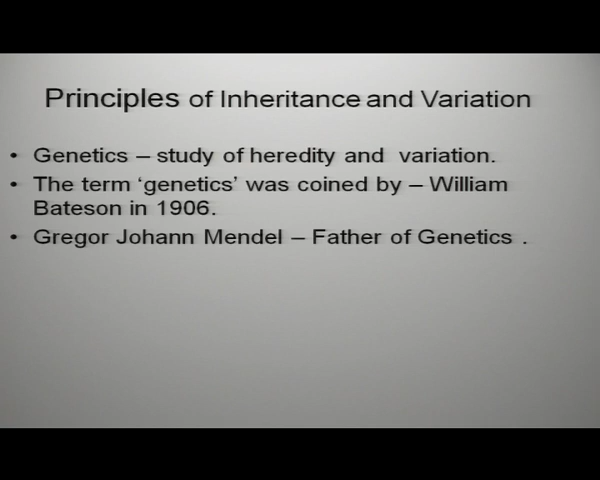 Principles of Inheritance and Variation
• Genetics – study of heredity and variation.
• The term ‘genetics’ was coined by – William
Bateson in 1906.
• Gregor Johann Mendel – Father of Genetics .